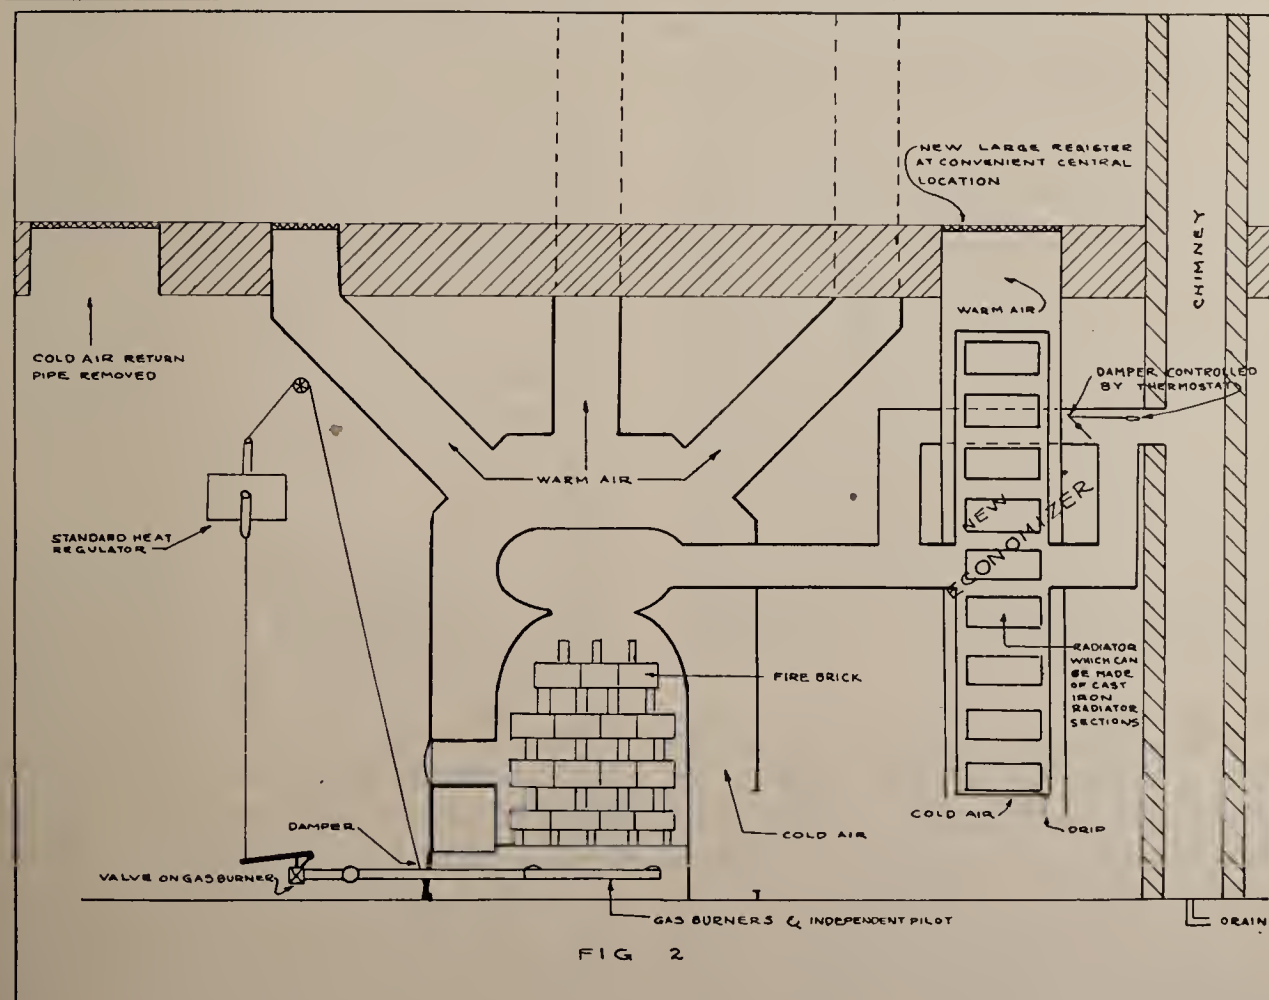 NEW LARGE REGISTER
AT CONVENIENT CENTRAL
LOCATION
CHIMNEY
WARM AIR
COLD AIR RETURN
PIPE REMOVED
DAMPER CONTROLLED
BY THERMOSTAT
WARM AIR
STANDARD HEAT
REGULATOR
NEW
ECONOMIZER
FIRE BRICK
RADIATOR
WHICH CAN
BE MADE
OF CAST
IRON
RADIATOR
SECTIONS
DAMPER
COLD AIR
COLD AIR
DRIP
VALVE ON GAS BURNER
GAS BURNERS & INDEPENDENT PILOT
DRAIN
FIG 2